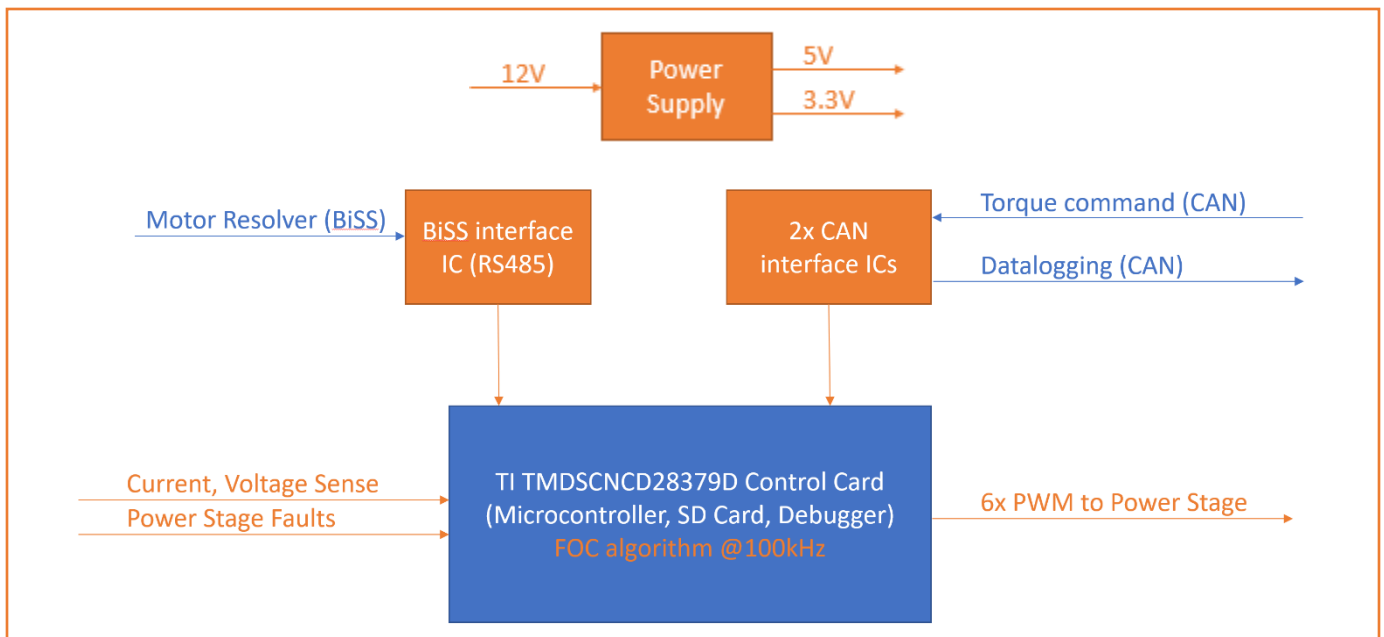 12V
Power
Supply
5V
3.3V
Motor Resolver (BiSS)
BiSS interface
IC (RS485)
2x CAN
interface ICs
Torque command (CAN)
Datalogging (CAN)
Current, Voltage Sense
Power Stage Faults
TI TMDSCNCD28379D Control Card
(Microcontroller, SD Card, Debugger)
FOC algorithm @100kHz
6x PWM to Power Stage